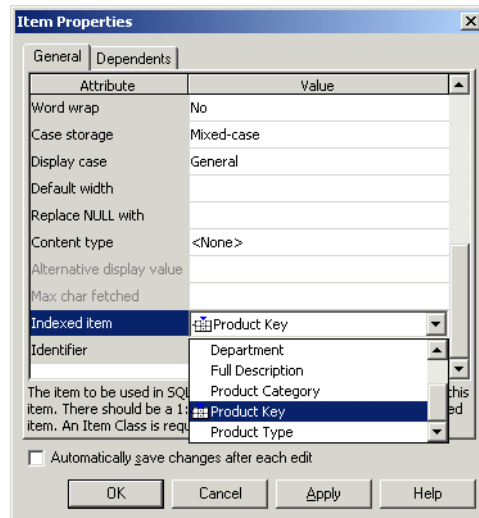 Item Properties
General Dependents
Attribute Value
Word wrap No
Case storage Mixed-case
Display case General
Default width
Replace NULL with
Content type <None>
Alternative display value
Max char fetched
Indexed item Product Key
Identifier
Department
Full Description
Product Category
Product Key
Product Type
The item to be used in SQL this
item. There should be a 1: ed
item. An Item Class is requ
Automatically save changes after each edit
OK Cancel Apply Help